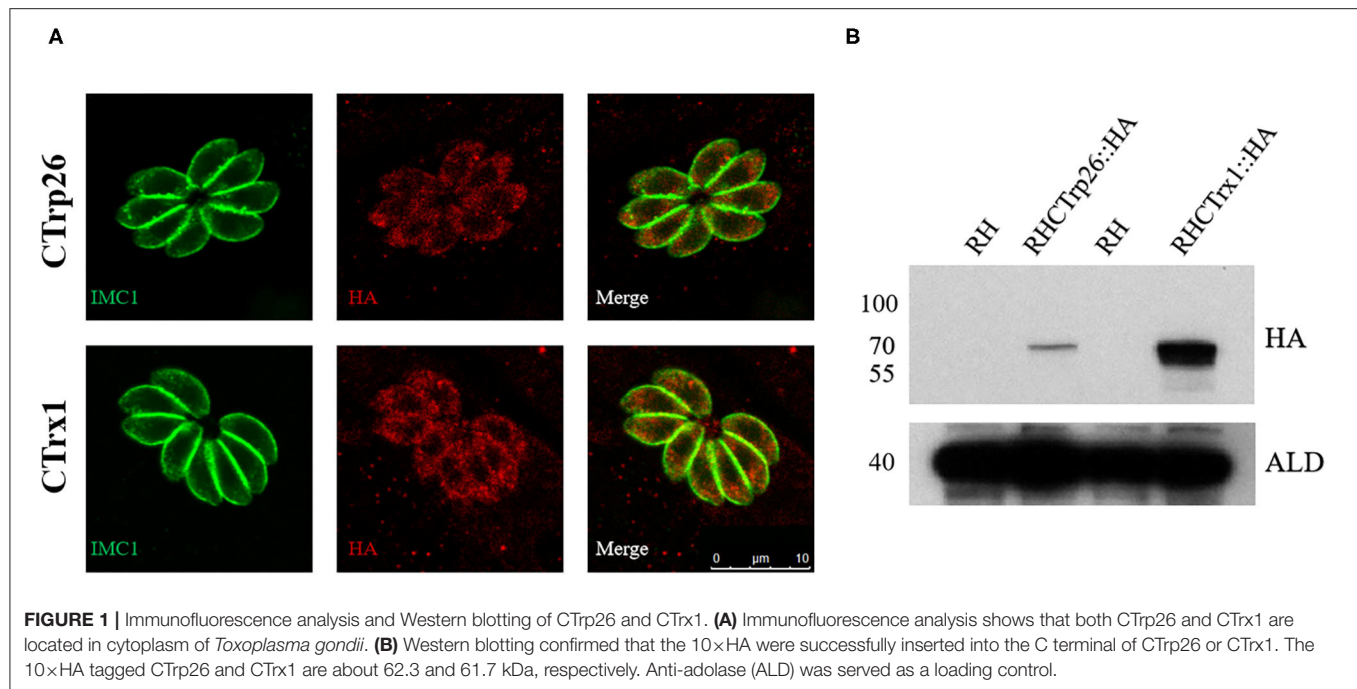 A
B
CTrp26
IMC1
HA
Merge
CTrx1
IMC1
HA
Merge
0 μm 10
RH
RHCTrp26::HA
RH
RHCTrx1::HA
100
70
55
HA
40
ALD
FIGURE 1 | Immunofluorescence analysis and Western blotting of CTrp26 and CTrx1. (A) Immunofluorescence analysis shows that both CTrp26 and CTrx1 are
located in cytoplasm of Toxoplasma gondii. (B) Western blotting confirmed that the 10×HA were successfully inserted into the C terminal of CTrp26 or CTrx1. The
10×HA tagged CTrp26 and CTrx1 are about 62.3 and 61.7 kDa, respectively. Anti-adolase (ALD) was served as a loading control.